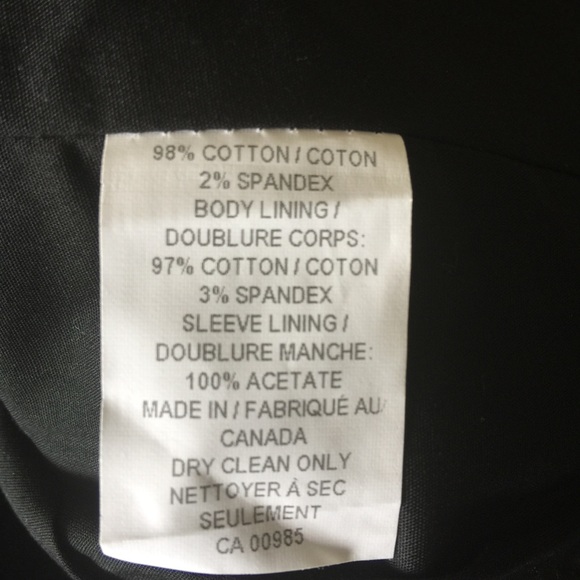 98% COTTON / COTON
2% SPANDEX
BODY LINING /
DOUBLURE CORPS:
97% COTTON / COTON
3% SPANDEX
SLEEVE LINING /
DOUBLURE MANCHE:
100% ACETATE
MADE IN / FABRIQUÉ AU
CANADA
DRY CLEAN ONLY
NETTOYER À SEC
SEULEMENT
CA 00985